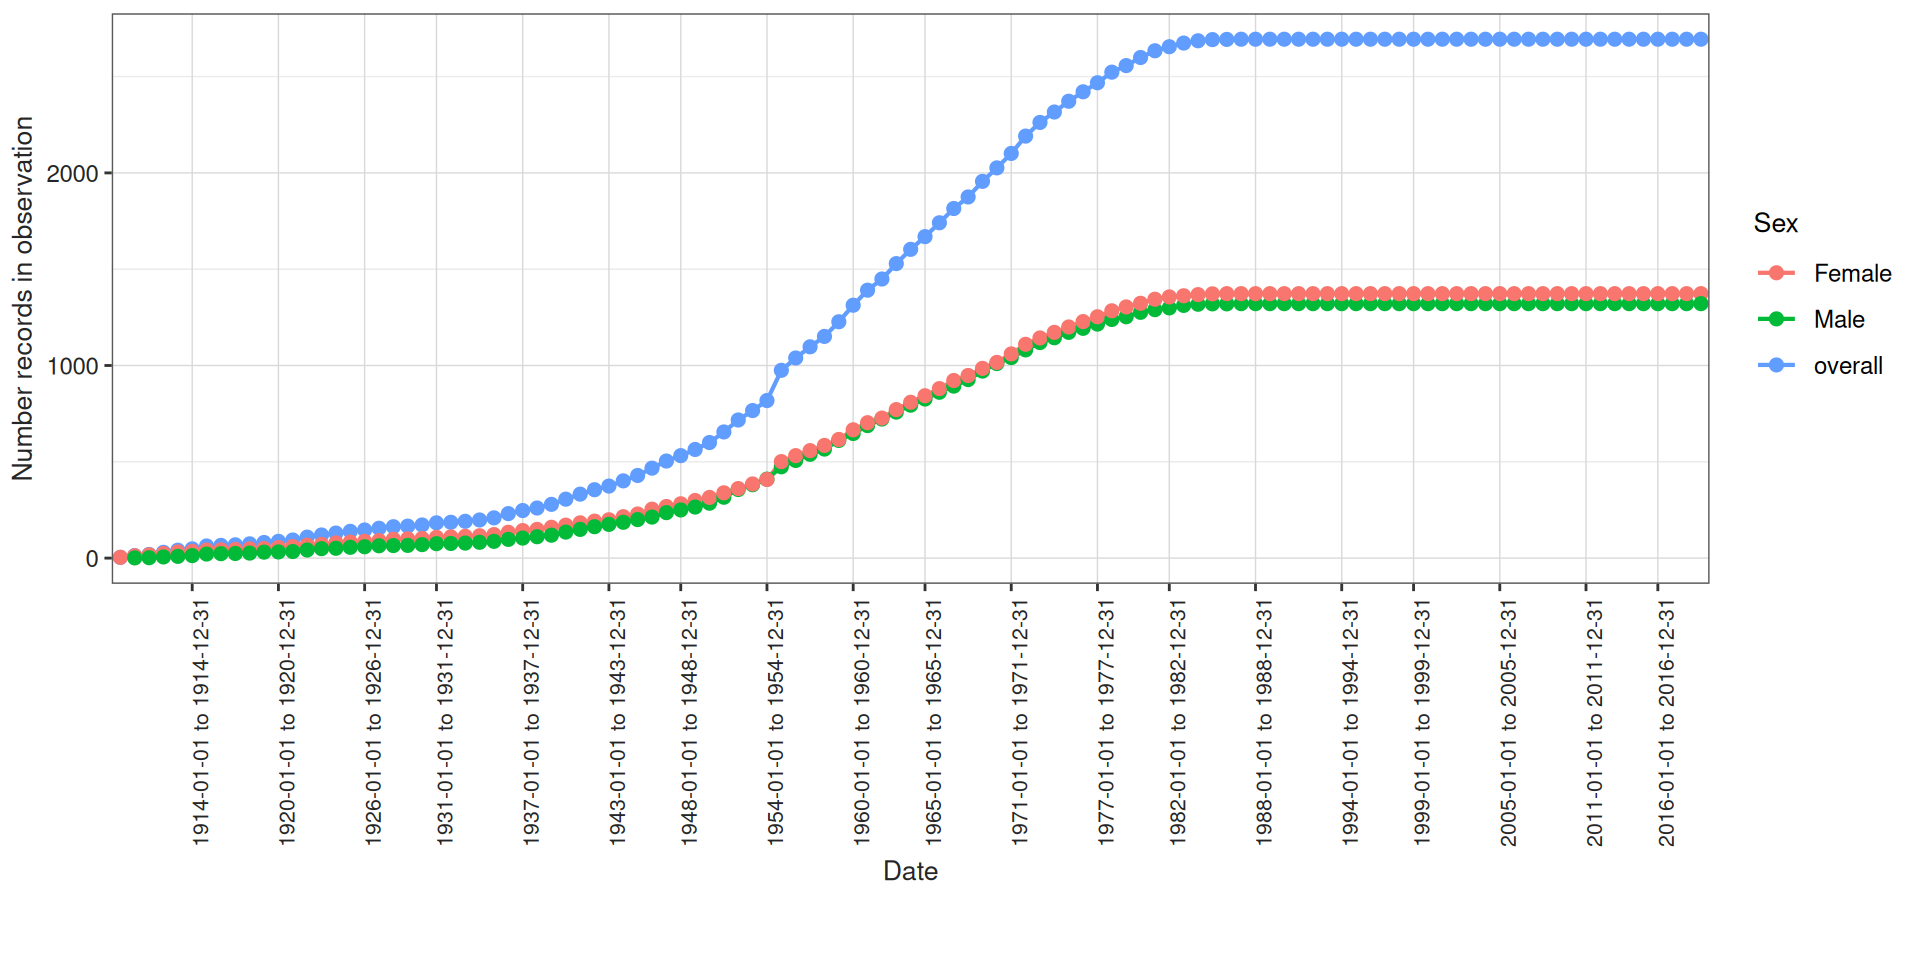 Number records in observation
2000
1000
0
1914-01-01 to 1914-12-31
1920-01-01 to 1920-12-31
1926-01-01 to 1926-12-31
1931-01-01 to 1931-12-31
1937-01-01 to 1937-12-31
1943-01-01 to 1943-12-31
1948-01-01 to 1948-12-31
1954-01-01 to 1954-12-31
1960-01-01 to 1960-12-31
1965-01-01 to 1965-12-31
1971-01-01 to 1971-12-31
1977-01-01 to 1977-12-31
1982-01-01 to 1982-12-31
1988-01-01 to 1988-12-31
1994-01-01 to 1994-12-31
1999-01-01 to 1999-12-31
2005-01-01 to 2005-12-31
2011-01-01 to 2011-12-31
2016-01-01 to 2016-12-31
Date
Sex
Female
Male
overall